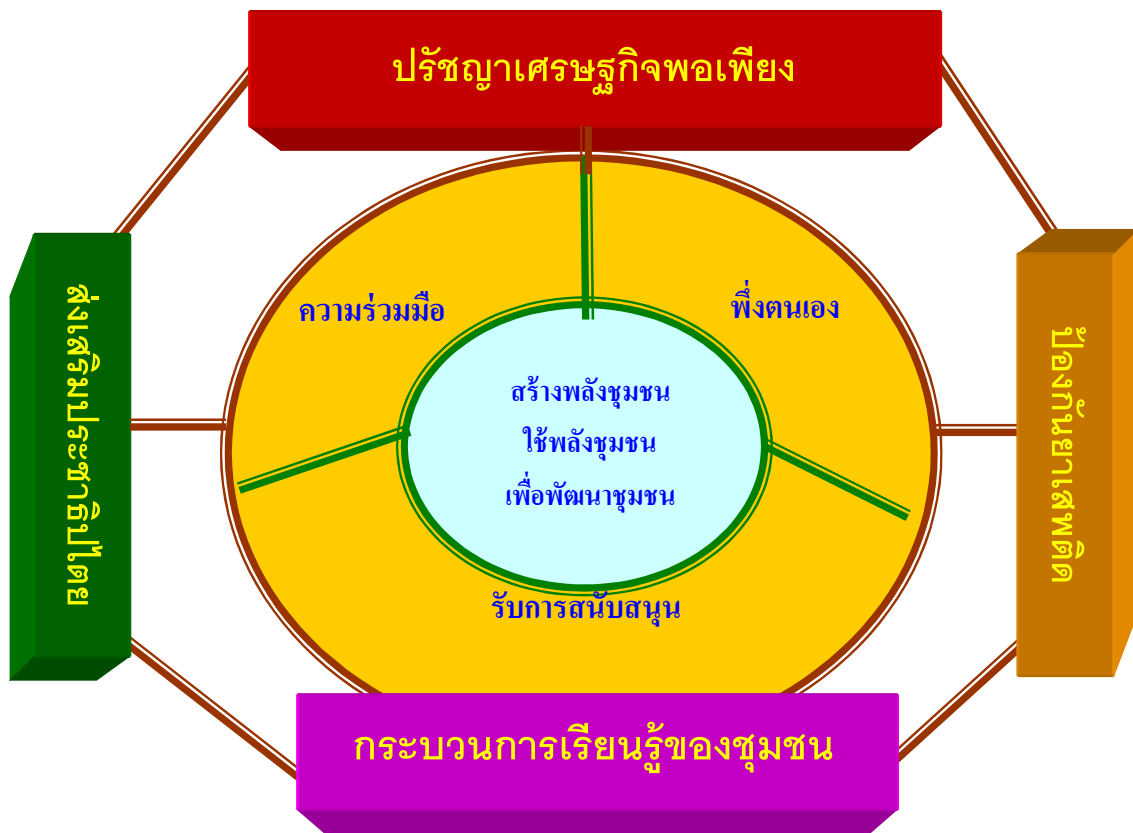 ปรัชญาเศรษฐกิจพอเพียง
ส่งเสริมประชาธิปไตย
ความร่วมมือ
พึ่งตนเอง
ป้องกันยาเสพติด
สร้างพลังชุมชน
ใช้พลังชุมชน
เพื่อพัฒนาชุมชน
รับการสนับสนุน
กระบวนการเรียนรู้ของชุมชน